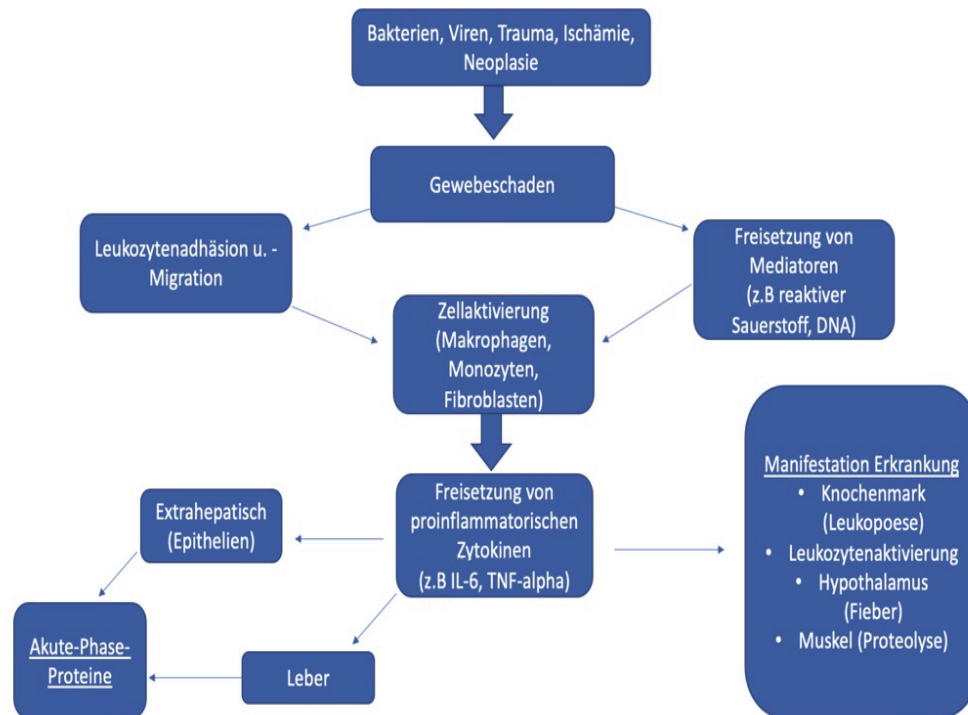 Bakterien, Viren, Trauma, Ischämie,
Neoplasie
Gewebeschaden
Leukozytenadhäsion u. -
Migration
Freisetzung von
Mediatoren
(z.B reaktiver
Sauerstoff, DNA)
Zellaktivierung
(Makrophagen,
Monozyten,
Fibroblasten)
Freisetzung von
proinflammatorischen
Zytokinen
(z.B IL-6, TNF-alpha)
Extrahepatisch
(Epithelien)
Leber
Akute-Phase-
Proteine
Manifestation Erkrankung
• Knochenmark
(Leukopoese)
• Leukozytenaktivierung
• Hypothalamus
(Fieber)
• Muskel (Proteolyse)